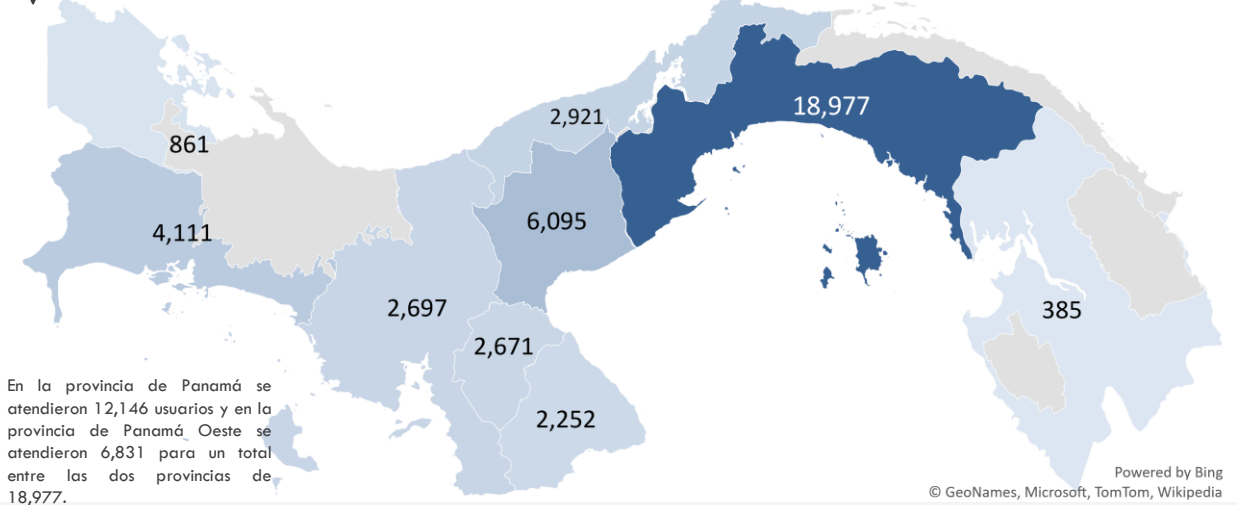 18,977
2,921
861
6,095
4,111
2,697
385
2,671
2,252
En la provincia de Panamá se
atendieron 12,146 usuarios y en la
provincia de Panamá Oeste se
atendieron 6,831 para un total
entre las dos provincias de
18,977.
Powered by Bing
© GeoNames, Microsoft, TomTom, Wikipedia